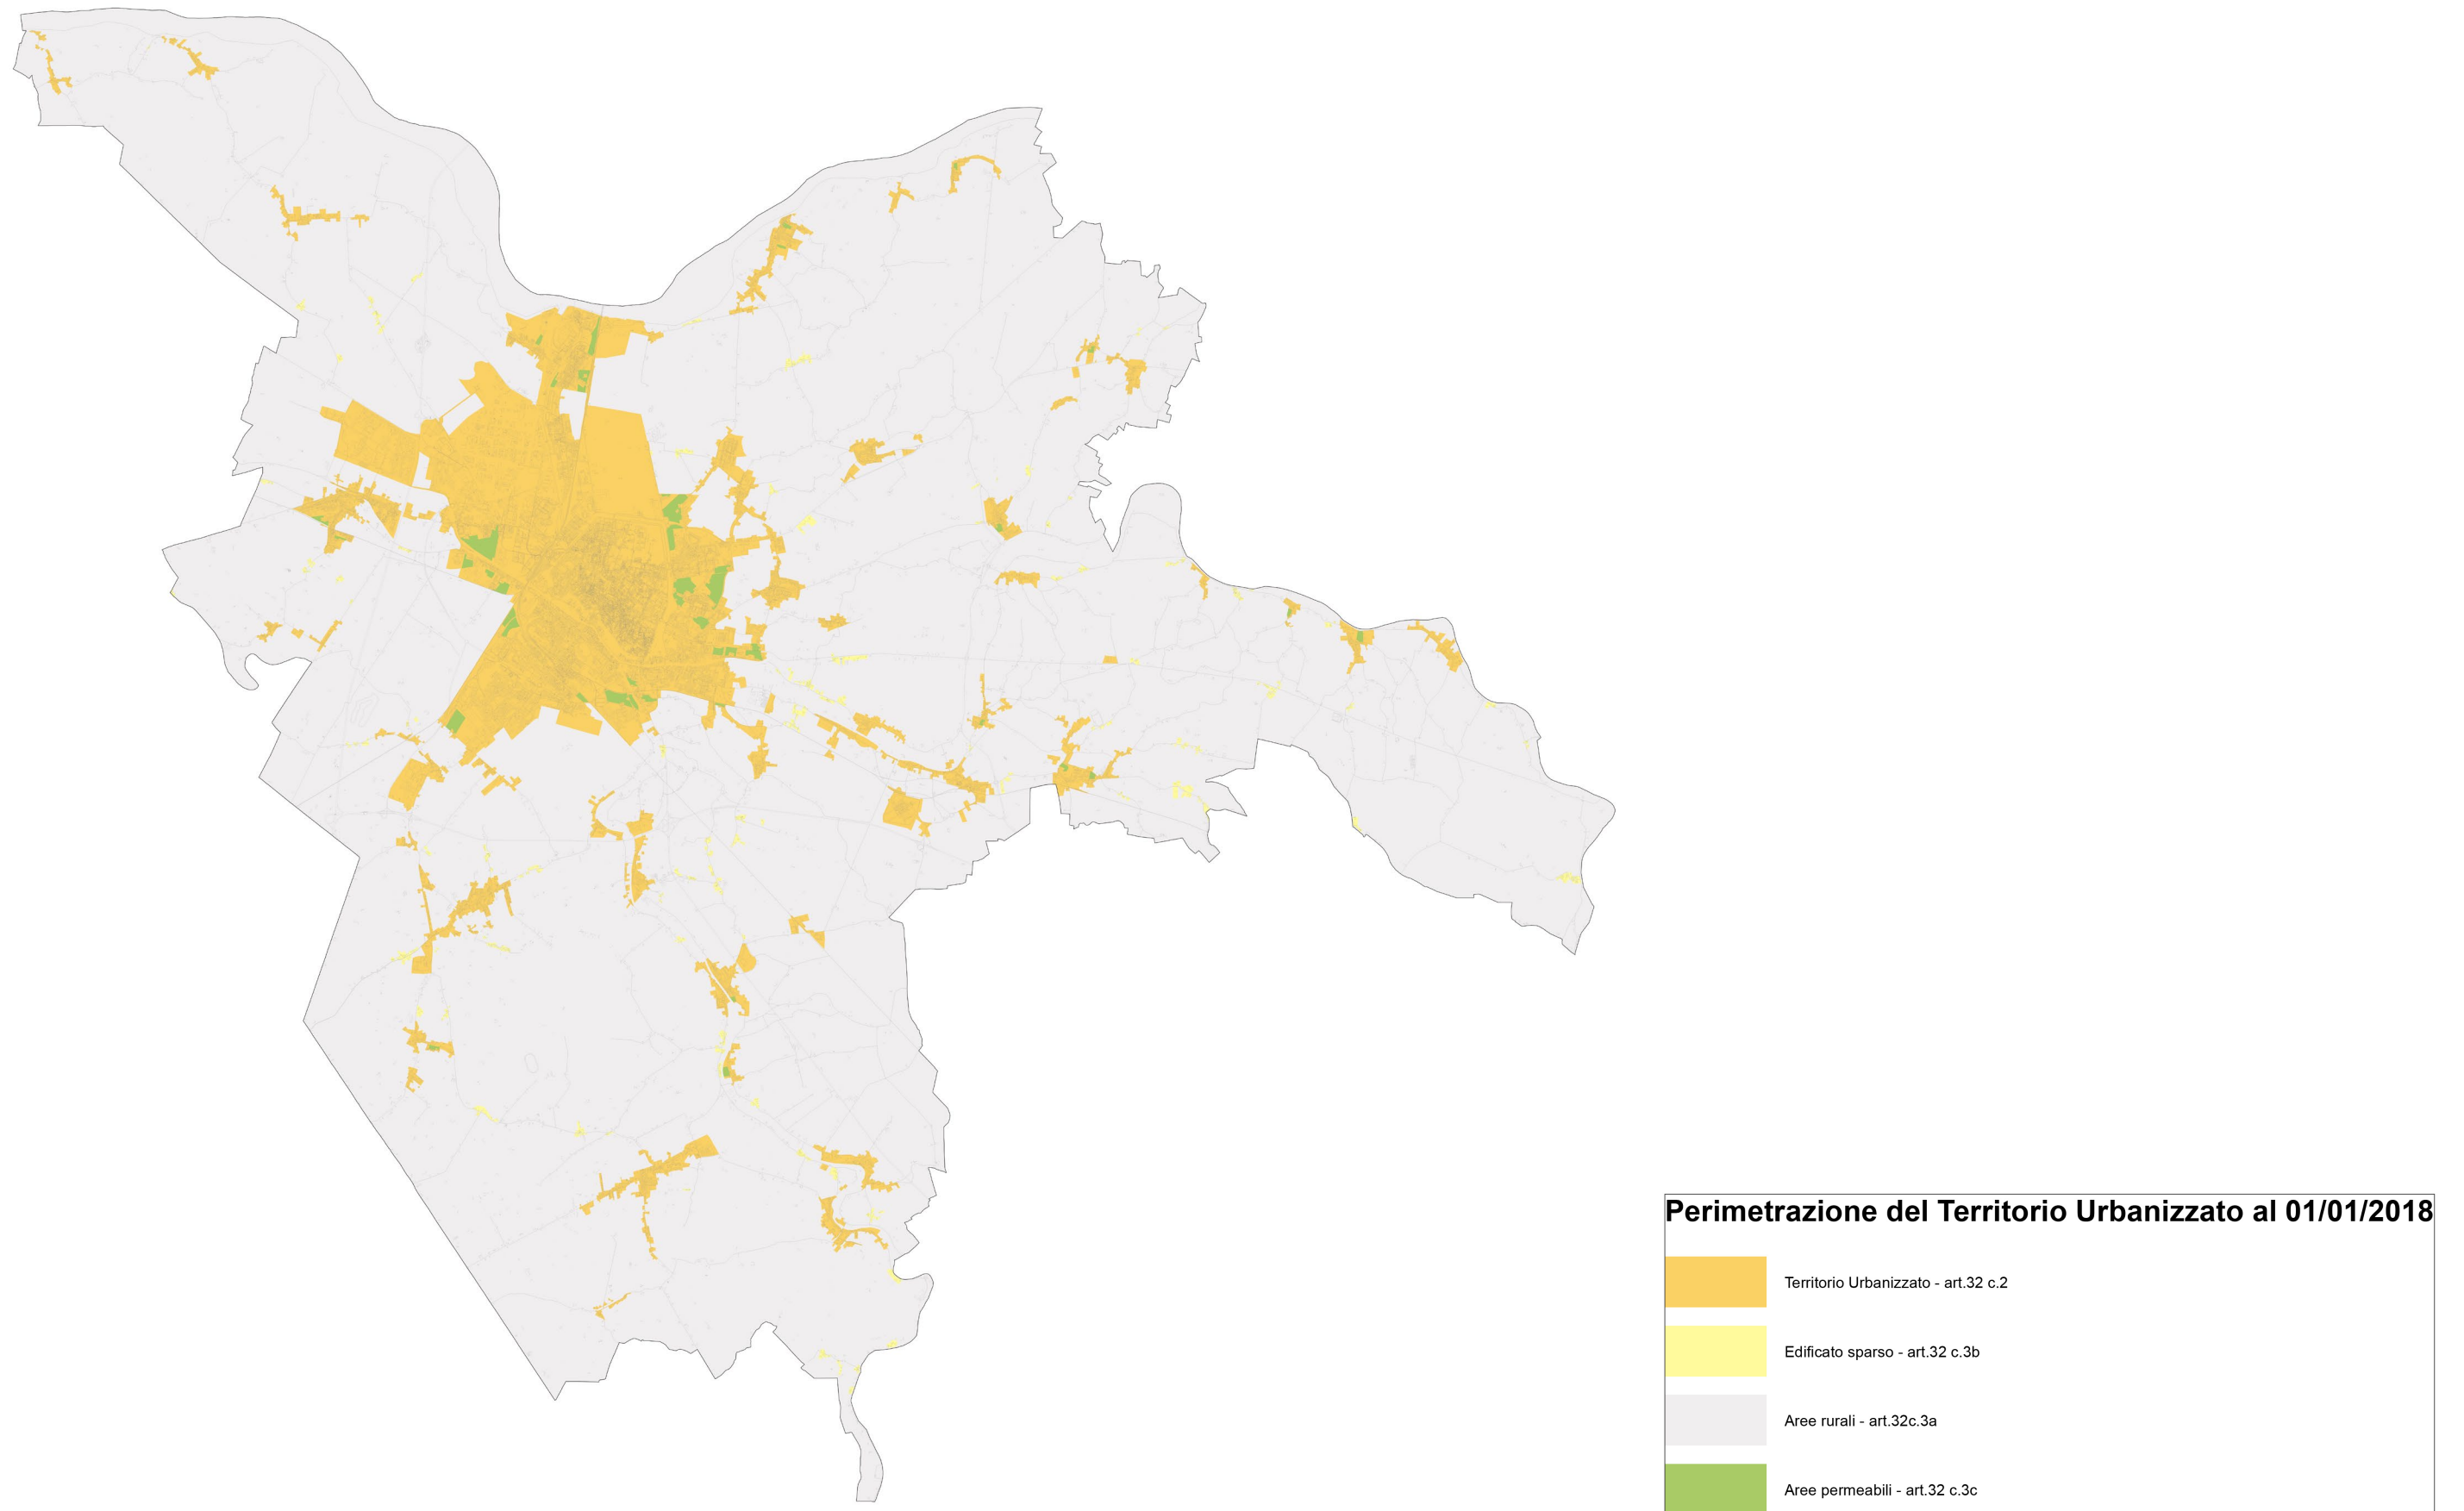 Perimetrazione del Territorio Urbanizzato al 01/01/2018
Territorio Urbanizzato - art.32 c.2
Edificato sparso - art.32 c.3b
Aree rurali - art.32c.3a
Aree permeabili - art.32 c.3c